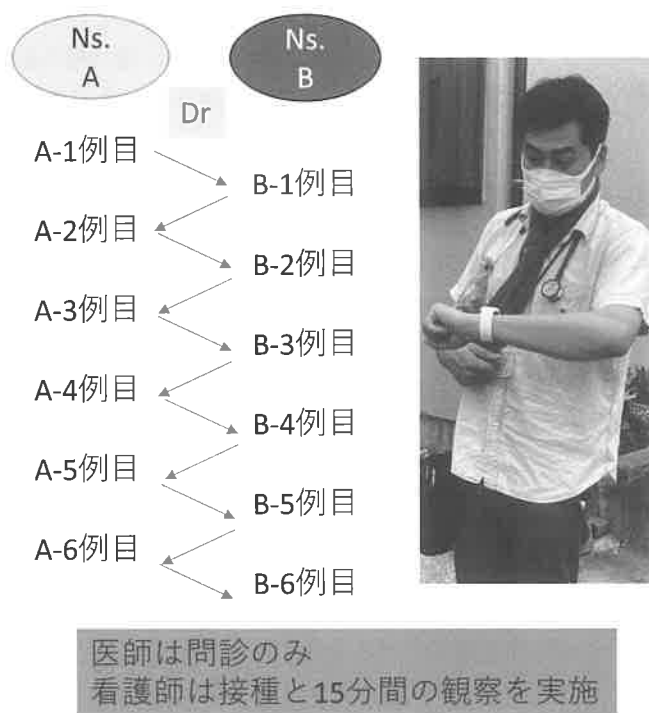 Ns.
A
Ns.
B
Dr
A-1例目
B-1例目
A-2例目
B-2例目
A-3例目
B-3例目
A-4例目
B-4例目
A-5例目
B-5例目
A-6例目
B-6例目
医師は問診のみ
看護師は接種と15分間の観察を実施